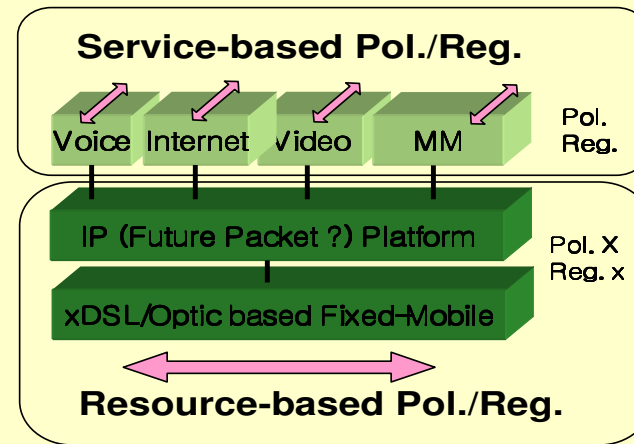 Service-based Pol./Reg.
Voice Internet Video MM
Pol.
Reg.
IP (Future Packet ?) Platform
Pol. X
Reg. x
xDSL/Optic based Fixed-Mobile
Resource-based Pol./Reg.